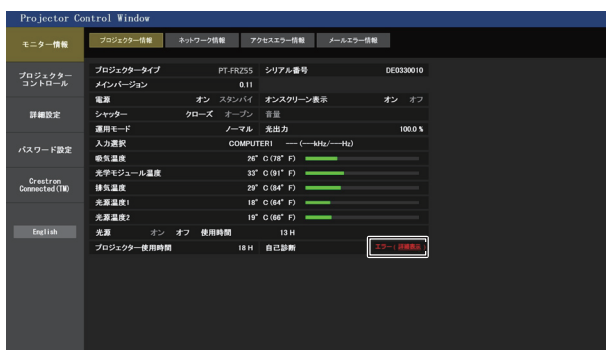 Projector Control Window
モニター情報
プロジェクター情報 ネットワーク情報 アクセスエラー情報 メールエラー情報
プロジェクター
コントロール
詳細設定
パスワード設定
Crestron
Connected(TM)
English
プロジェクタータイプ PT-FRZ55 シリアル番号 DE0330010
メインバージョン 0.11
電源 オン スタンバイ オンスクリーン表示 オン オフ
シャッター クローズ オープン 音量
運用モード ノーマル 光出力 100.0 %
入力選択 COMPUTER1 ---(---kHz/---Hz)
吸気温度 26° C (78° F)
光学モジュール温度 33° C (91° F)
排気温度 29° C (84° F)
光源温度1 18° C (64° F)
光源温度2 19° C (66° F)
光源 オン オフ 使用時間 13 H
プロジェクター使用時間 18 H 自己診断 エラー(詳細表示)